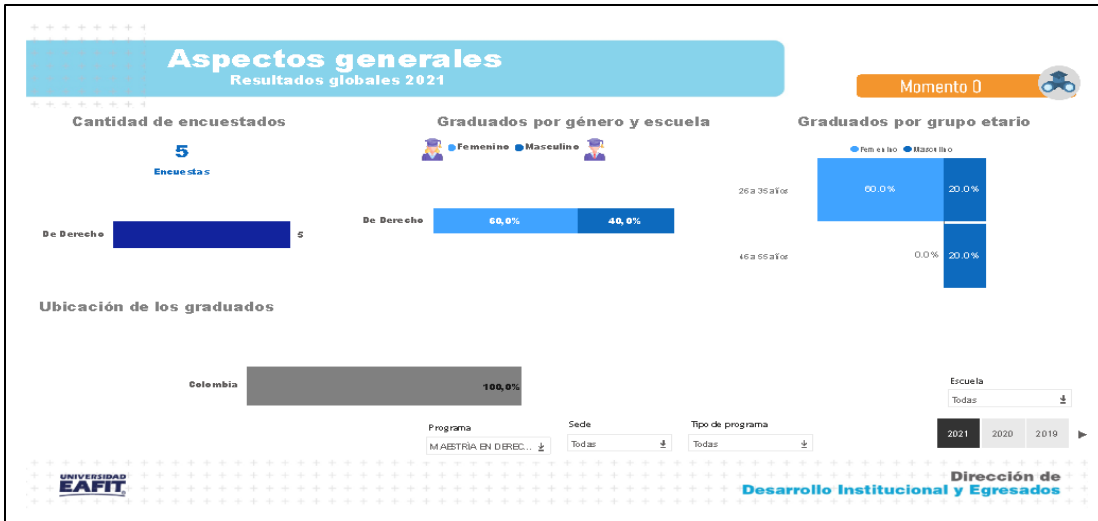 Aspectos generales
Resultados globales 2021
Momento 0
Cantidad de encuestados
5
Encuestas
De Derecho
5
Graduados por género y escuela
Femenino Masculino
De Derecho
60,0%
40,0%
Graduados por grupo etario
Femenino Masculino
26 a 35 años
60.0%
20.0%
46 a 55 años
0.0%
20.0%
Ubicación de los graduados
Colombia
100,0%
Escuela
Todas
Programa
MAESTRÍA EN DEREC...
Sede
Todas
Tipo de programa
Todas
2021
2020
2019
UNIVERSIDAD
EAFIT
Dirección de
Desarrollo Institucional y Egresados